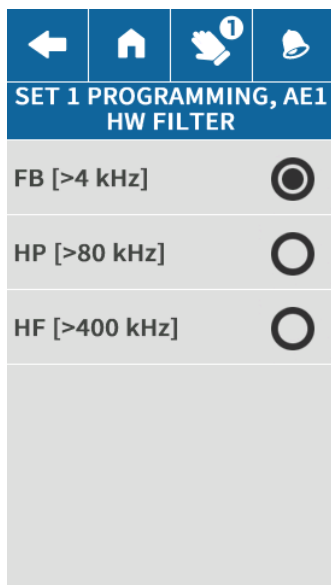 1
SET 1 PROGRAMMING, AE1
HW FILTER
FB [>4 kHz]
HP [>80 kHz]
HF [>400 kHz]